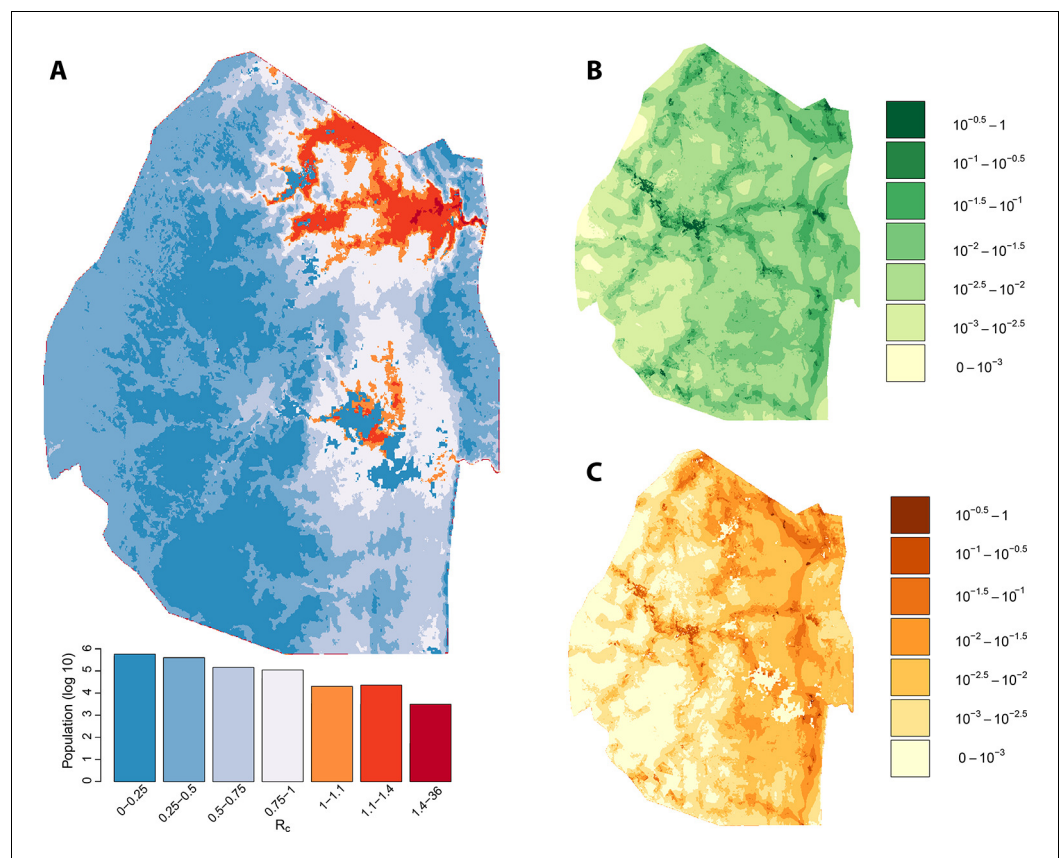 A
Population (log 10)
6
5
4
3
2
1
0
0–0.25
0.25–0.5
0.5–0.75
0.75–1
1–1.1
1.1–1.4
1.4–36
Rc
B
10^−0.5 – 1
10^−1 – 10^−0.5
10^−1.5 – 10^−1
10^−2 – 10^−1.5
10^−2.5 – 10^−2
10^−3 – 10^−2.5
0 – 10^−3
C
10^−0.5 – 1
10^−1 – 10^−0.5
10^−1.5 – 10^−1
10^−2 – 10^−1.5
10^−2.5 – 10^−2
10^−3 – 10^−2.5
0 – 10^−3